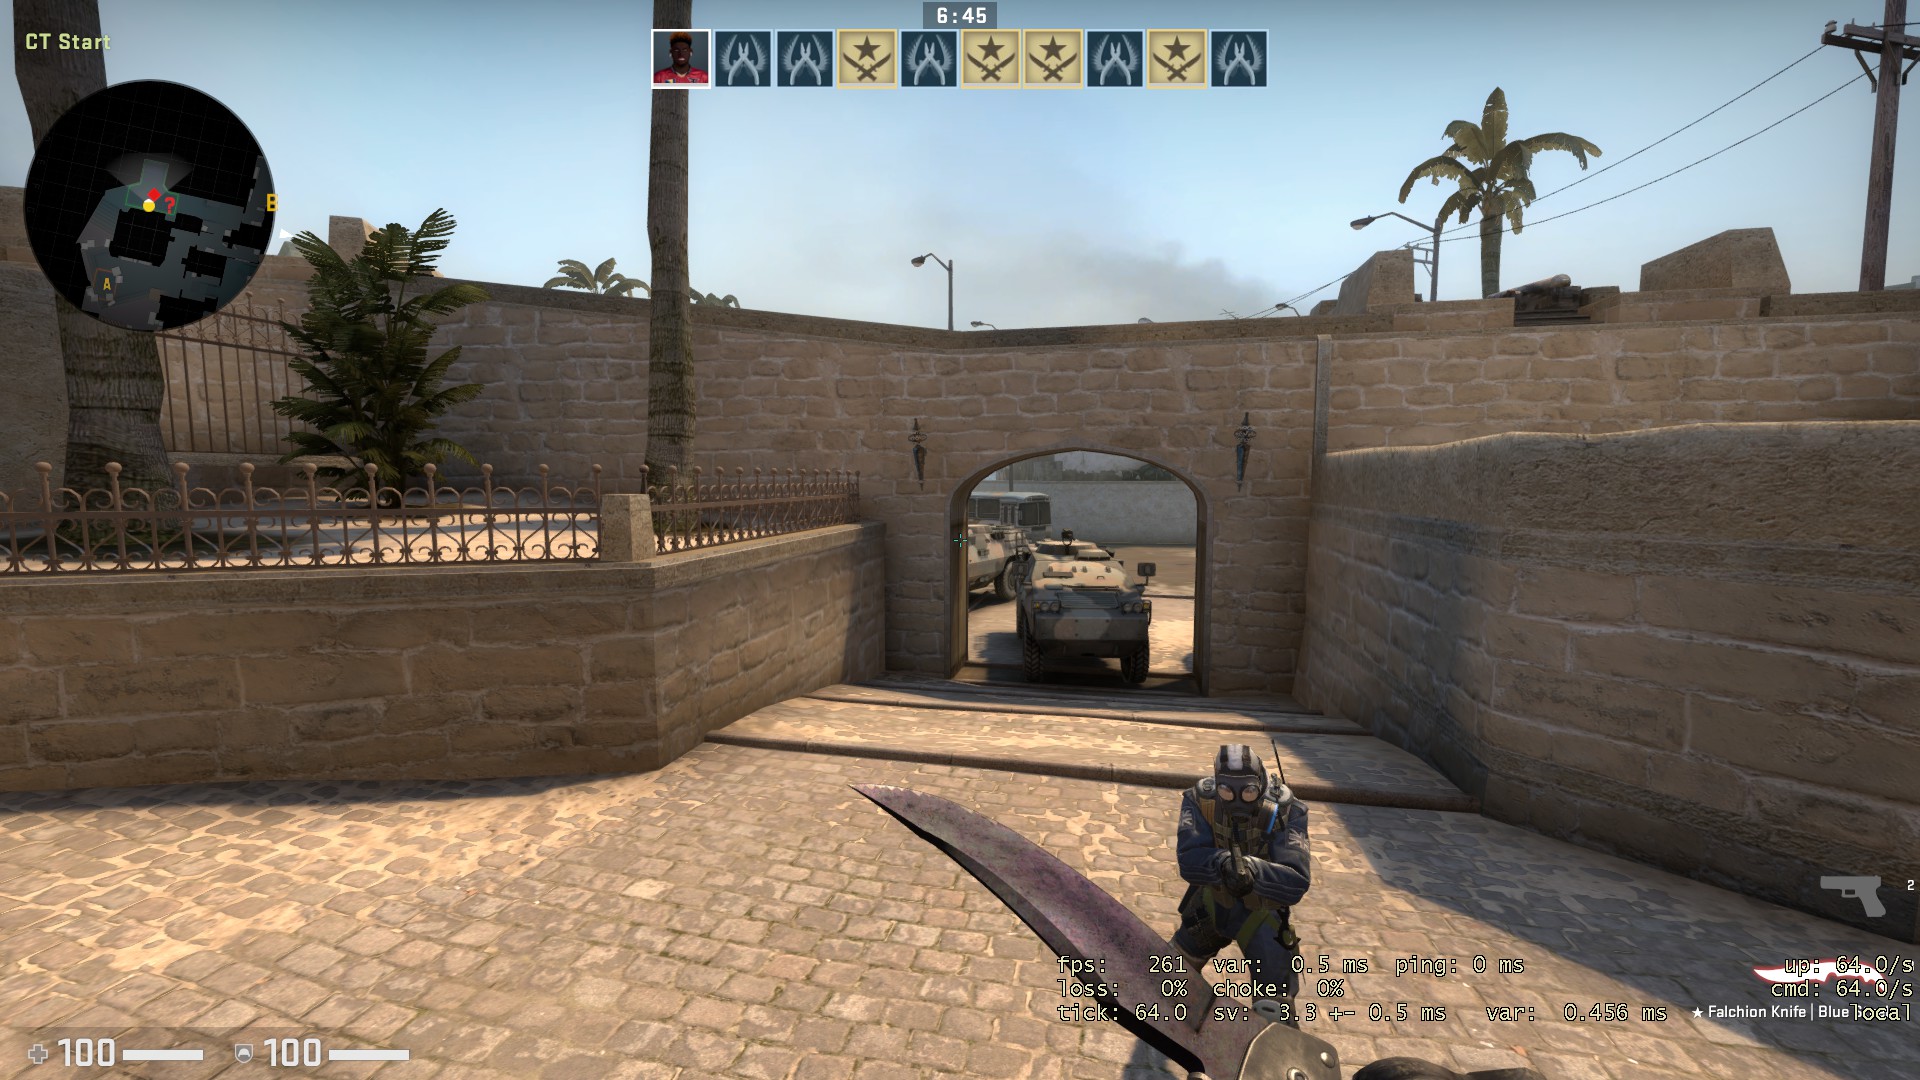 6:45
CT Start
B
?
A
2
fps: 261 var: 0.5 ms ping: 0 ms
up: 64.0/s
loss: 0% choke: 0%
cmd: 64.0/s
tick: 64.0 sv: 3.3 +- 0.5 ms var: 0.456 ms
★ Falchion Knife | Blue
local
100 100